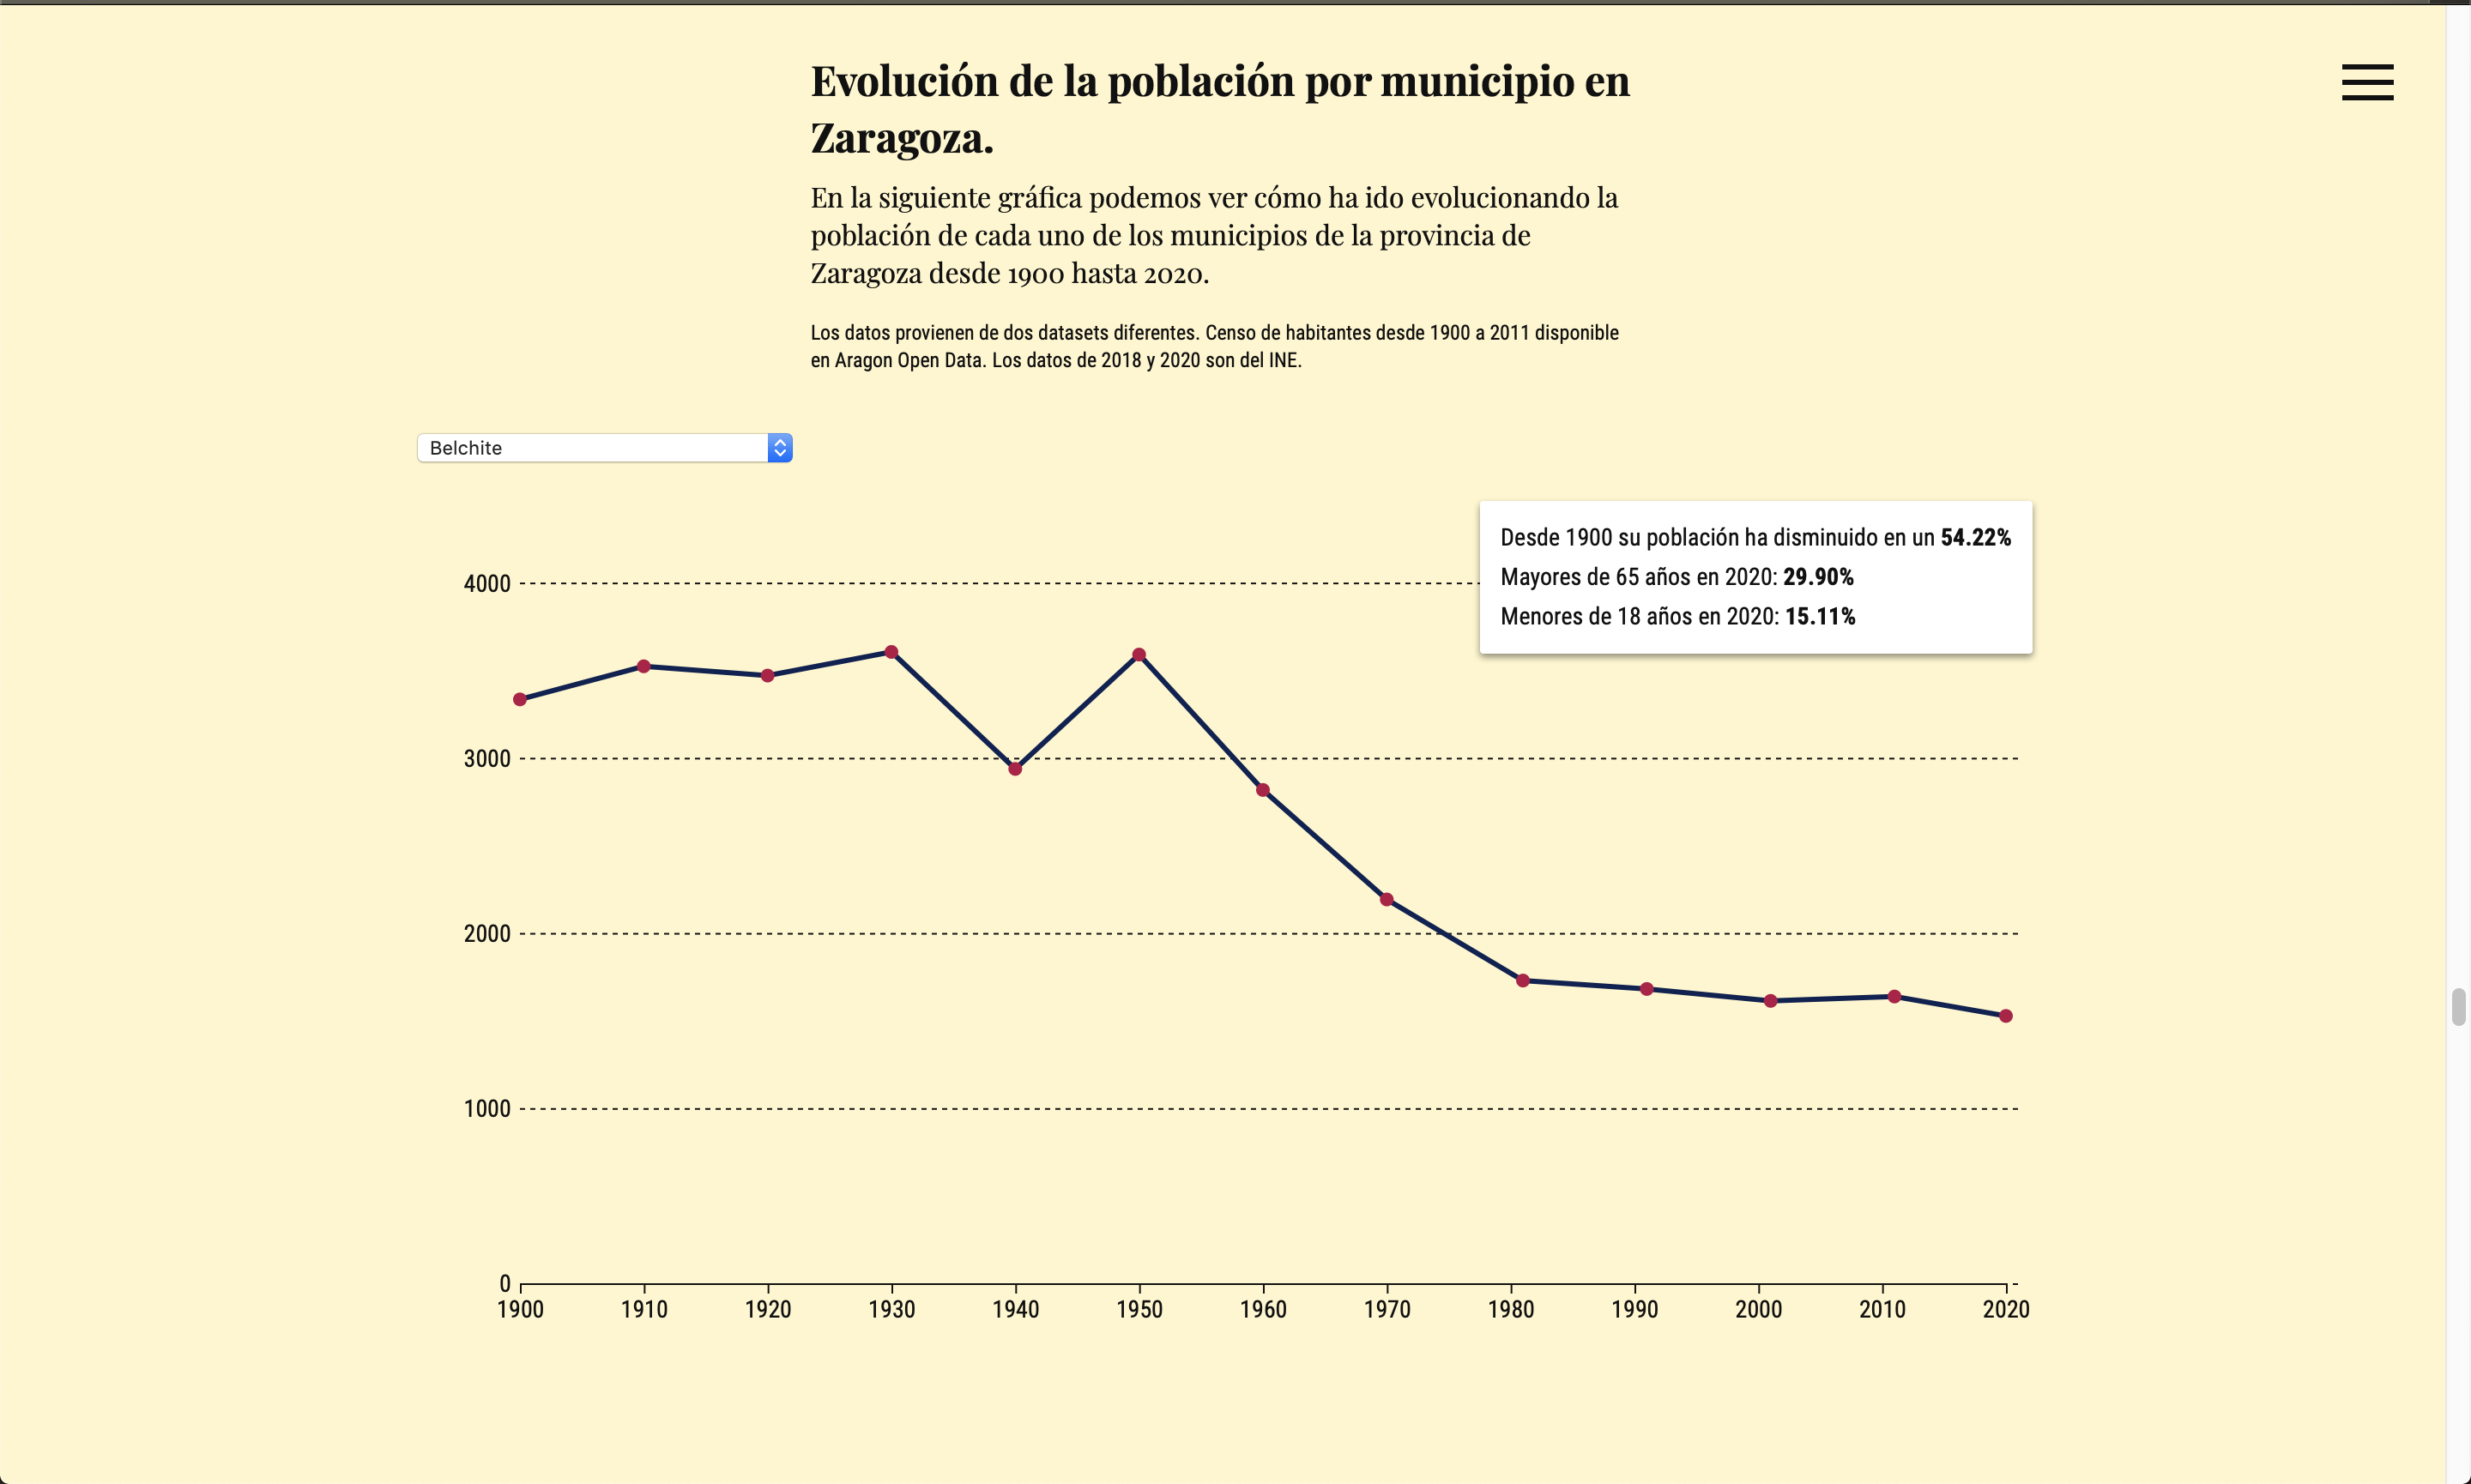 Evolución de la población por municipio en
Zaragoza.
En la siguiente gráfica podemos ver cómo ha ido evolucionando la
población de cada uno de los municipios de la provincia de
Zaragoza desde 1900 hasta 2020.
Los datos provienen de dos datasets diferentes. Censo de habitantes desde 1900 a 2011 disponible
en Aragon Open Data. Los datos de 2018 y 2020 son del INE.
Belchite
Desde 1900 su población ha disminuido en un 54.22%
Mayores de 65 años en 2020: 29.90%
Menores de 18 años en 2020: 15.11%
4000
3000
2000
1000
0
1900 1910 1920 1930 1940 1950 1960 1970 1980 1990 2000 2010 2020